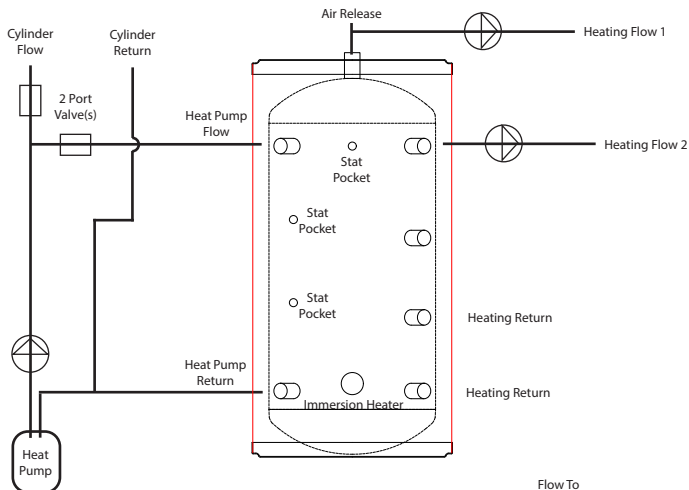 Air Release
Cylinder
Flow
Cylinder
Return
Heating Flow 1
2 Port
Valve(s)
Heat Pump
Flow
Heating Flow 2
Stat
Pocket
Stat
Pocket
Stat
Pocket
Heating Return
Heat Pump
Return
Heating Return
Immersion Heater
Heat
Pump
Flow To